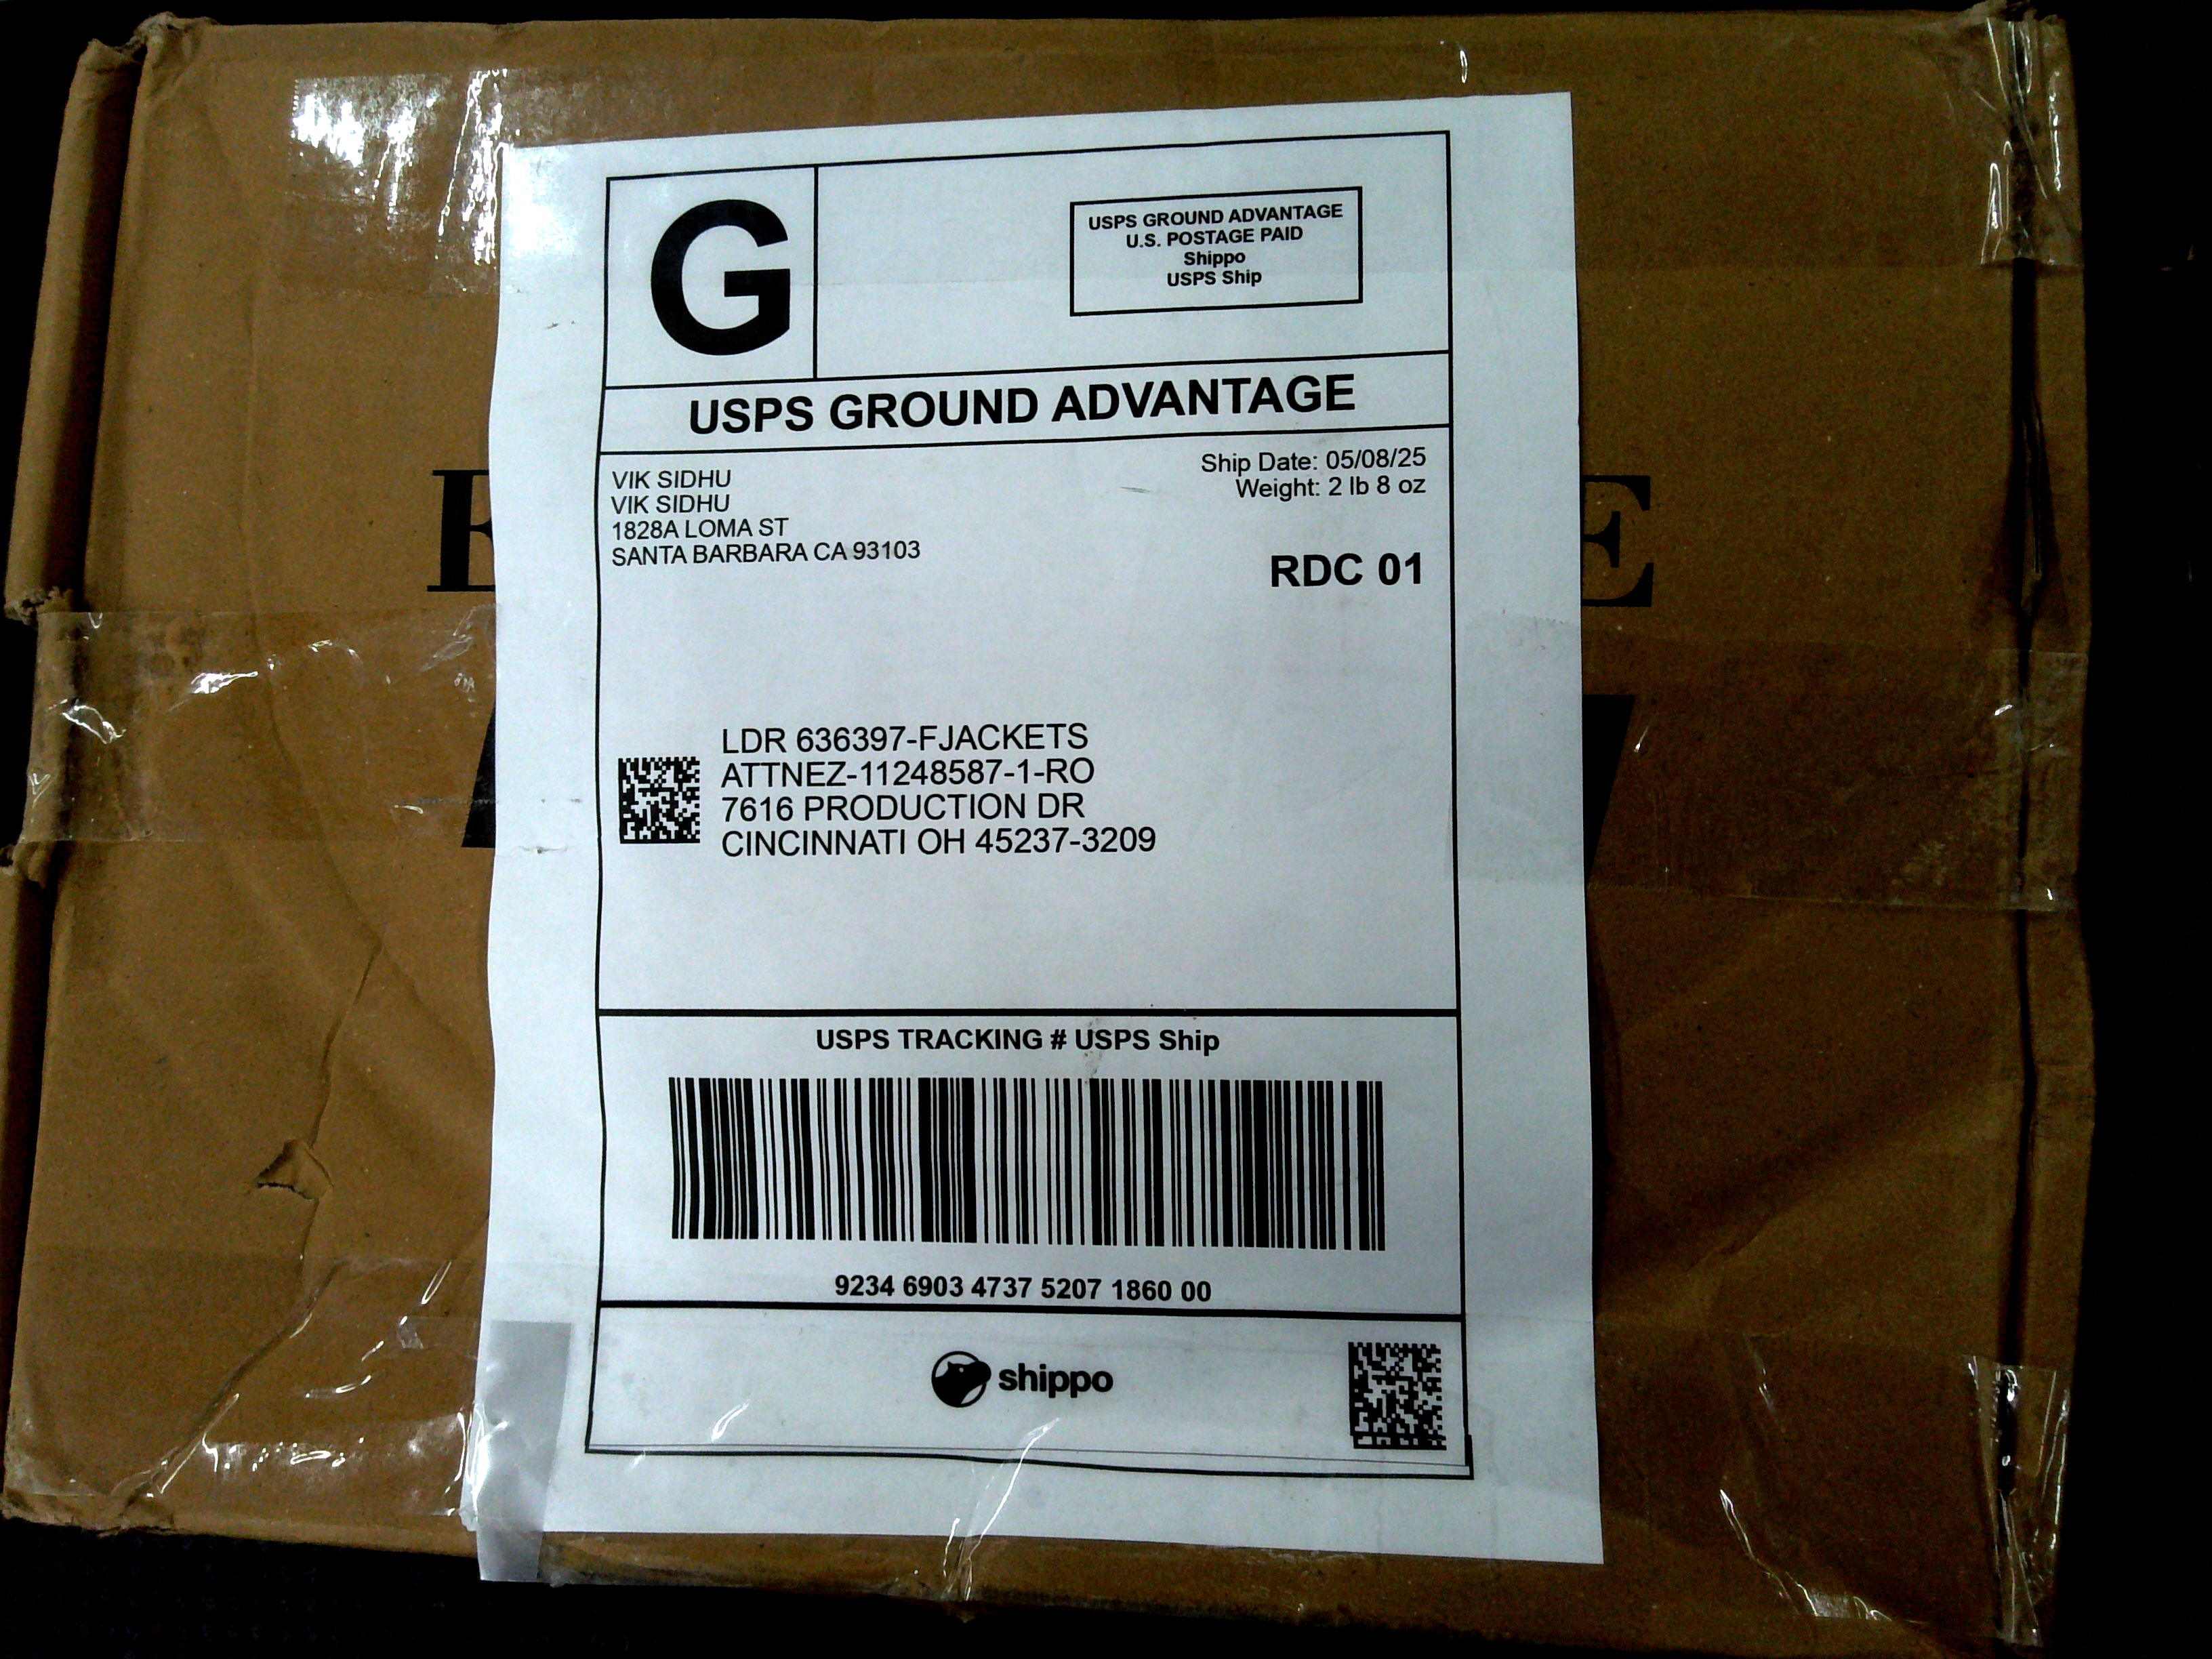 G
USPS GROUND ADVANTAGE
U.S. POSTAGE PAID
Shippo
USPS Ship
USPS GROUND ADVANTAGE
VIK SIDHU
VIK SIDHU
1828A LOMA ST
SANTA BARBARA CA 93103
Ship Date: 05/08/25
Weight: 2 lb 8 oz
RDC 01
E
LDR 636397-FJACKETS
ATTNEZ-11248587-1-RO
7616 PRODUCTION DR
CINCINNATI OH 45237-3209
USPS TRACKING # USPS Ship
9234 6903 4737 5207 1860 00
shippo